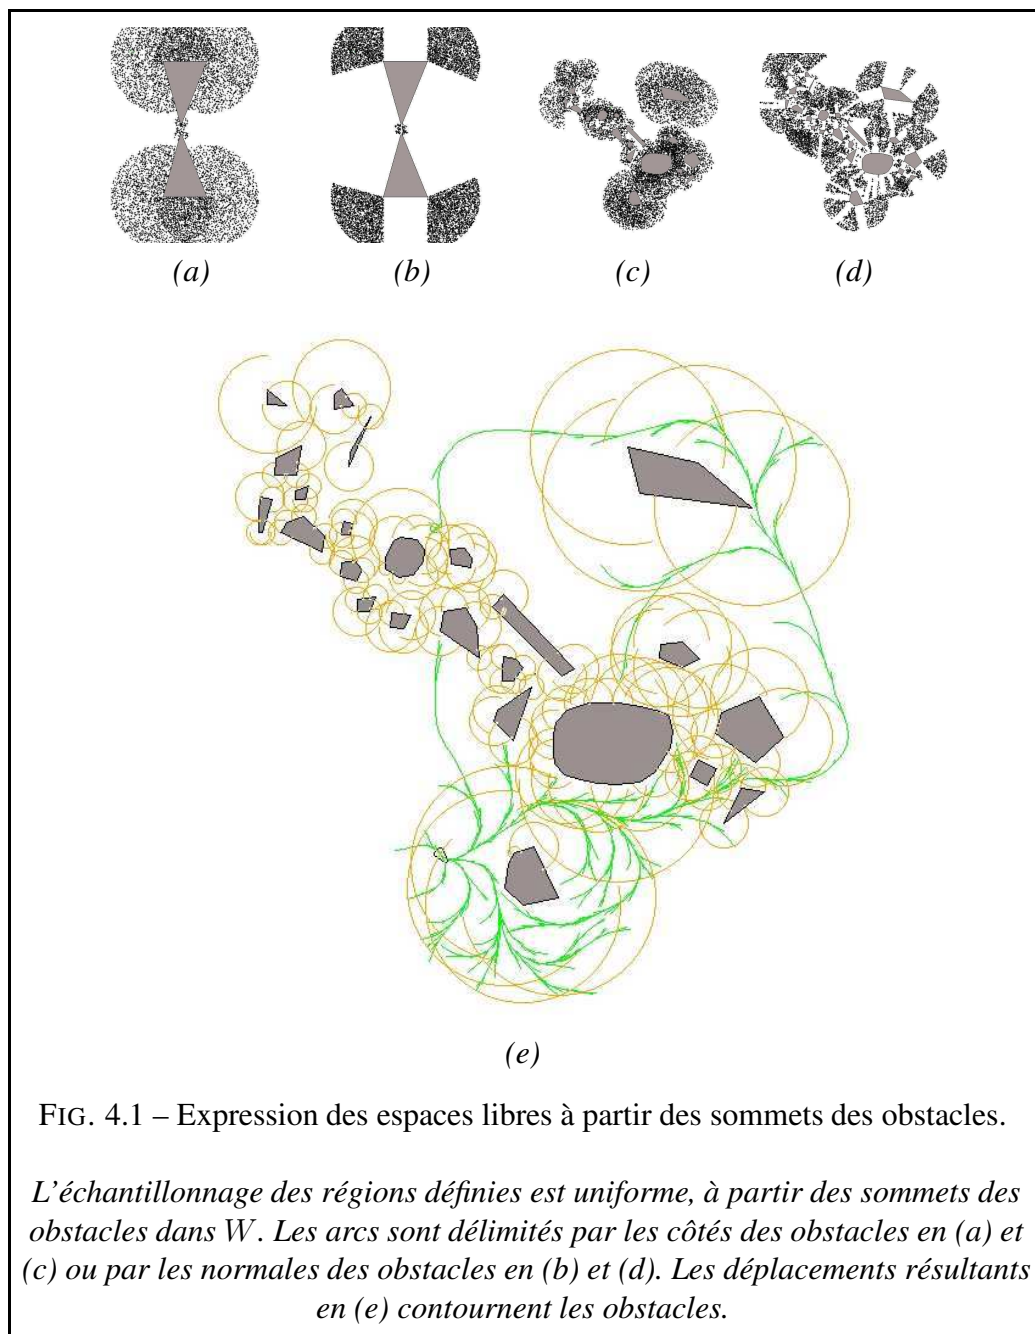 (a)
(b)
(c)
(d)
(e)
FIG. 4.1 – Expression des espaces libres à partir des sommets des obstacles.
L'échantillonnage des régions définies est uniforme, à partir des sommets des
obstacles dans W. Les arcs sont délimités par les côtés des obstacles en (a) et
(c) ou par les normales des obstacles en (b) et (d). Les déplacements résultants
en (e) contournent les obstacles.